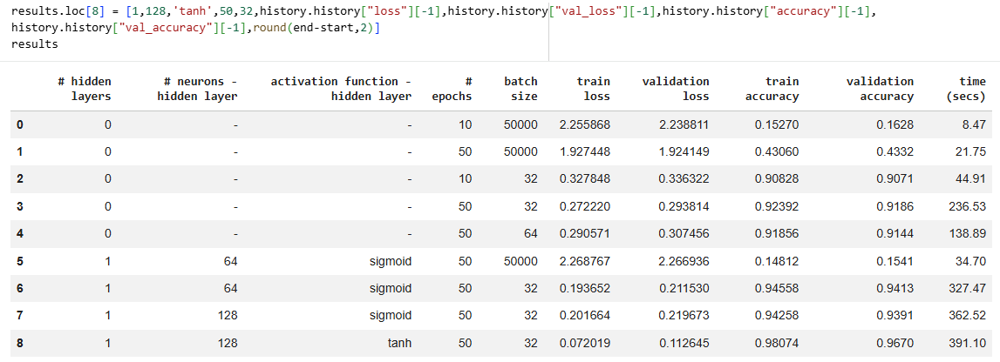 results.loc[8] = [1,128,'tanh',50,32,history.history["loss"][-1],history.history["val_loss"][-1],history.history["accuracy"][-1],
history.history["val_accuracy"][-1],round(end-start,2)]
results
# hidden layers # neurons - hidden layer activation function - hidden layer # epochs batch size train loss validation loss train accuracy validation accuracy time (secs)
0 0 - - 10 50000 2.255868 2.238811 0.15270 0.1628 8.47
1 0 - - 50 50000 1.927448 1.924149 0.43060 0.4332 21.75
2 0 - - 10 32 0.327848 0.336322 0.90828 0.9071 44.91
3 0 - - 50 32 0.272220 0.293814 0.92392 0.9186 236.53
4 0 - - 50 64 0.290571 0.307456 0.91856 0.9144 138.89
5 1 64 sigmoid 50 50000 2.268767 2.266936 0.14812 0.1541 34.70
6 1 64 sigmoid 50 32 0.193652 0.211530 0.94558 0.9413 327.47
7 1 128 sigmoid 50 32 0.201664 0.219673 0.94258 0.9391 362.52
8 1 128 tanh 50 32 0.072019 0.112645 0.98074 0.9670 391.10